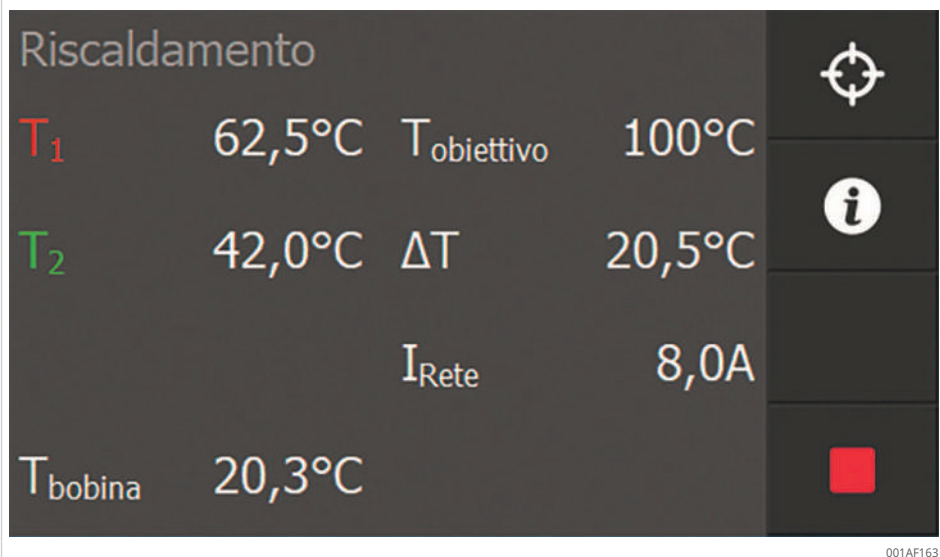 Riscaldamento
T1 62,5°C Tobiettivo 100°C
T2 42,0°C ΔT 20,5°C
IRete 8,0A
Tbobina 20,3°C
i
001AF163